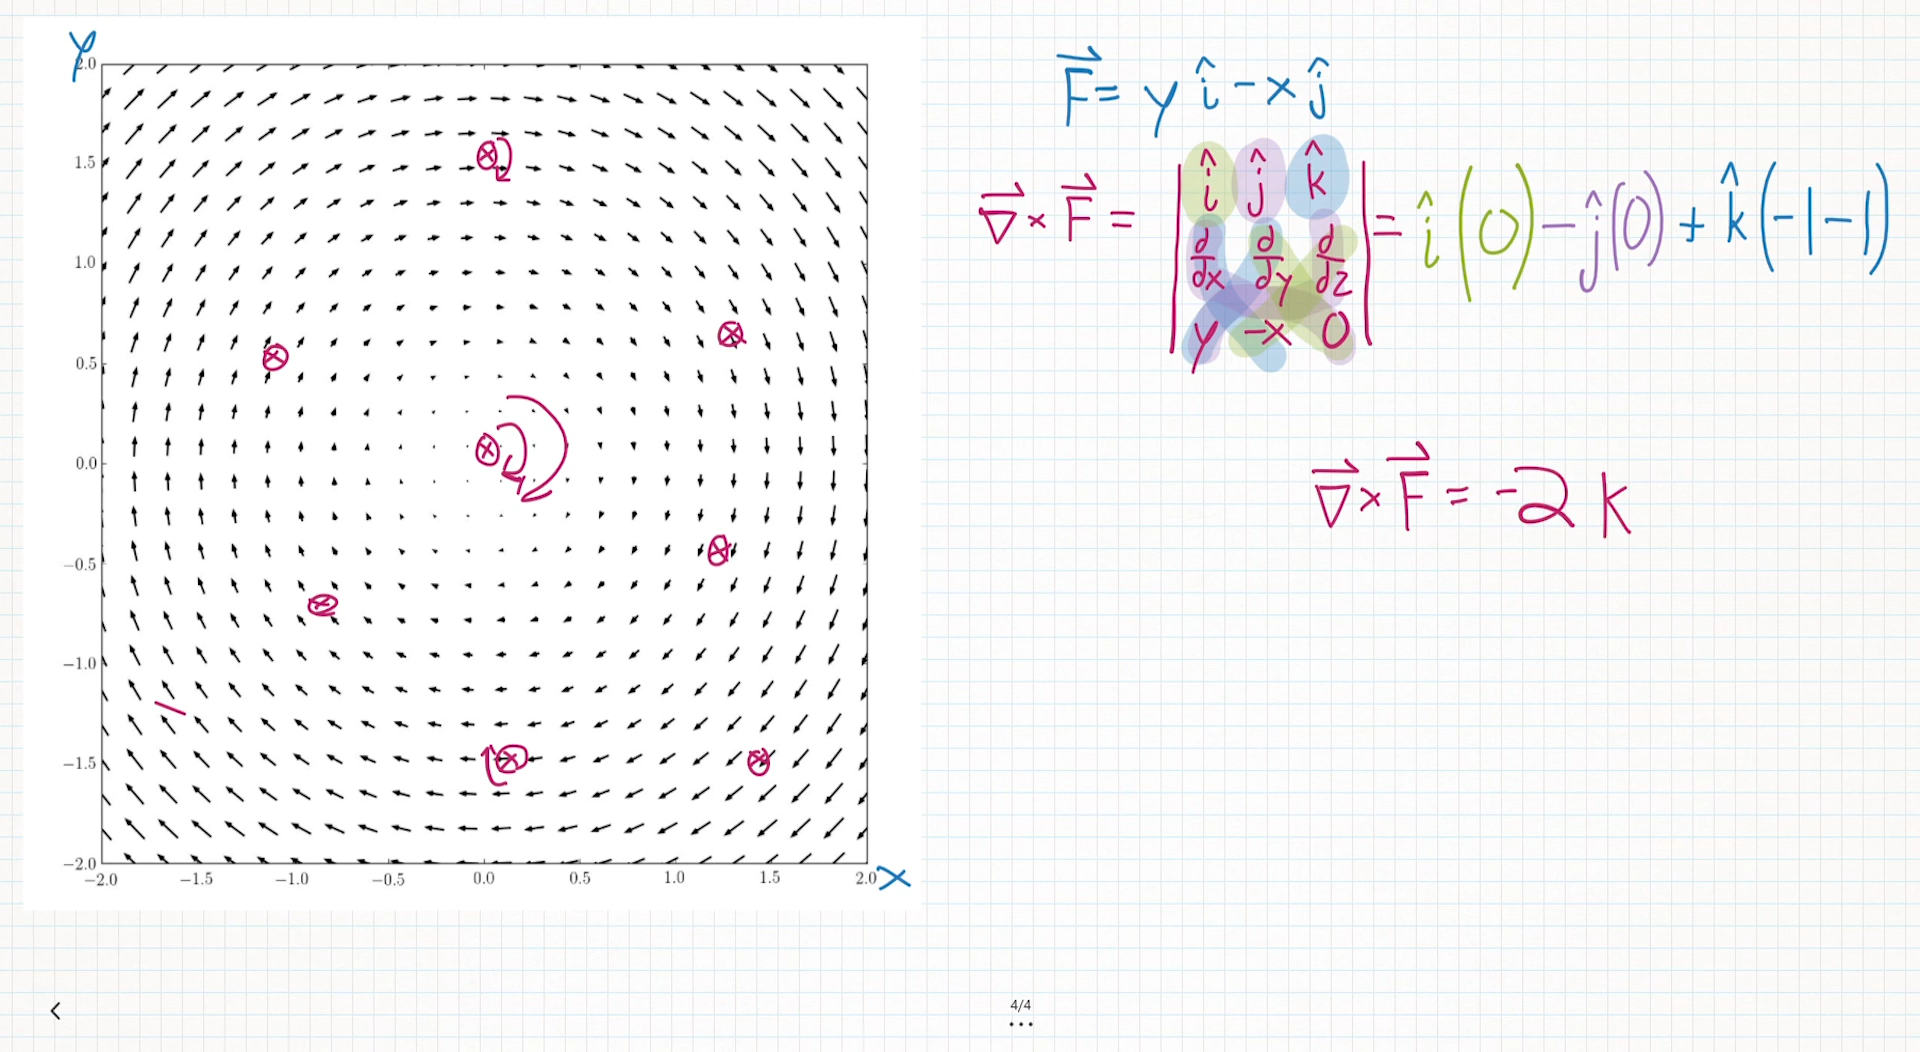 Y
2.0
1.5
1.0
0.5
0.0
−0.5
−1.0
−1.5
−2.0
−2.0 −1.5 −1.0 −0.5 0.0 0.5 1.0 1.5 2.0 X
F⃗ = y î − x ĵ
∇⃗ × F⃗ = | î ĵ k̂ | = î (0) − ĵ (0) + k̂ (−1−1)
d/dx d/dy d/dz
y −x 0
∇⃗ × F⃗ = −2 k
4/4